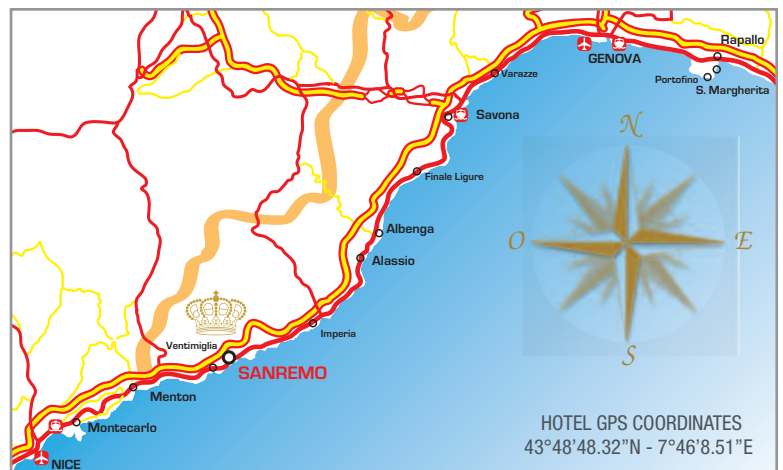 Rapallo
GENOVA
Portofino
S. Margherita
Varazze
Savona
N
Finale Ligure
Albenga
O
E
Alassio
Imperia
Ventimiglia
S
SANREMO
Menton
Montecarlo
HOTEL GPS COORDINATES
43°48’48.32”N - 7°46’8.51”E
NICE